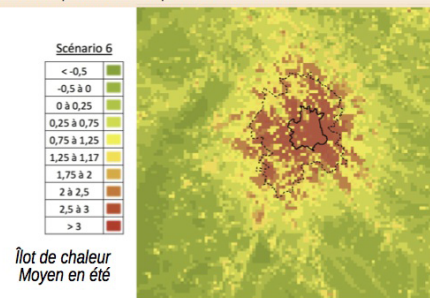 Scénario 6
< -0,5
-0,5 à 0
0 à 0,25
0,25 à 0,75
0,75 à 1,25
1,25 à 1,17
1,75 à 2
2 à 2,5
2,5 à 3
> 3
Îlot de chaleur
Moyen en été